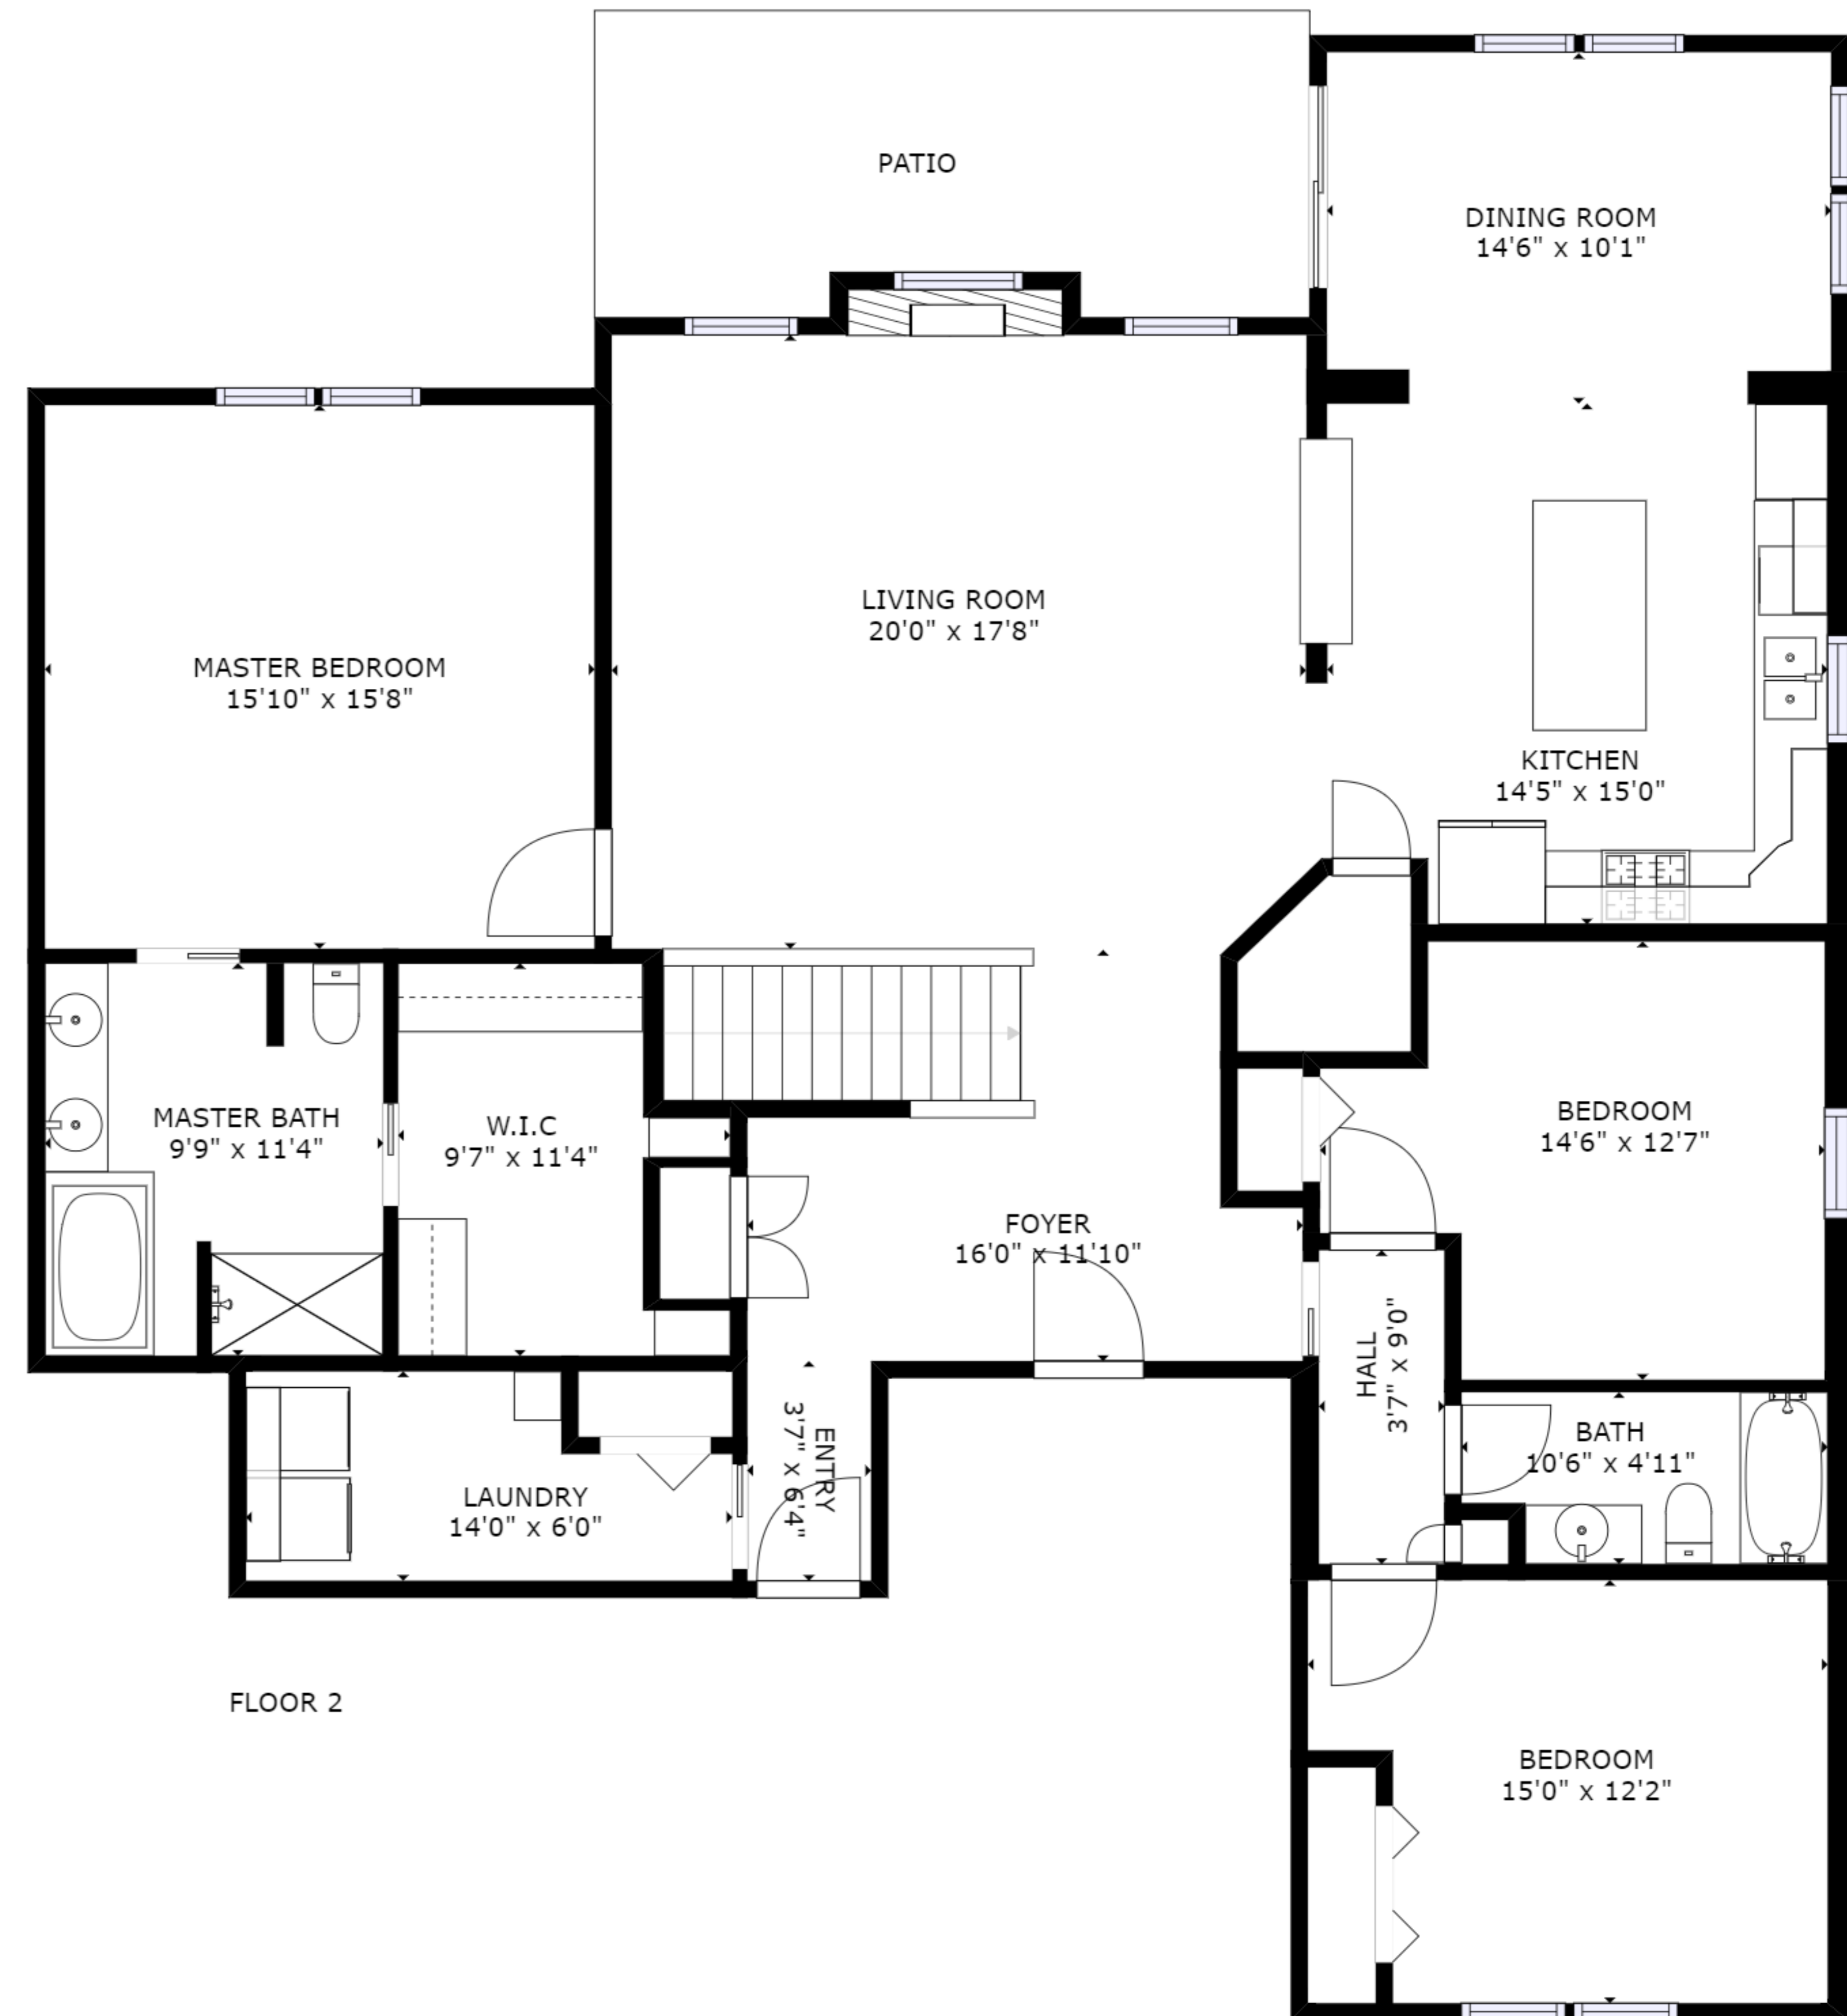 PATIO
DINING ROOM
14'6" x 10'1"
LIVING ROOM
20'0" x 17'8"
MASTER BEDROOM
15'10" x 15'8"
KITCHEN
14'5" x 15'0"
MASTER BATH
9'9" x 11'4"
W.I.C
9'7" x 11'4"
BEDROOM
14'6" x 12'7"
FOYER
16'0" x 11'10"
HALL
3'7" x 9'0"
ENTRY
3'7" x 6'4"
BATH
10'6" x 4'11"
LAUNDRY
14'0" x 6'0"
FLOOR 2
BEDROOM
15'0" x 12'2"